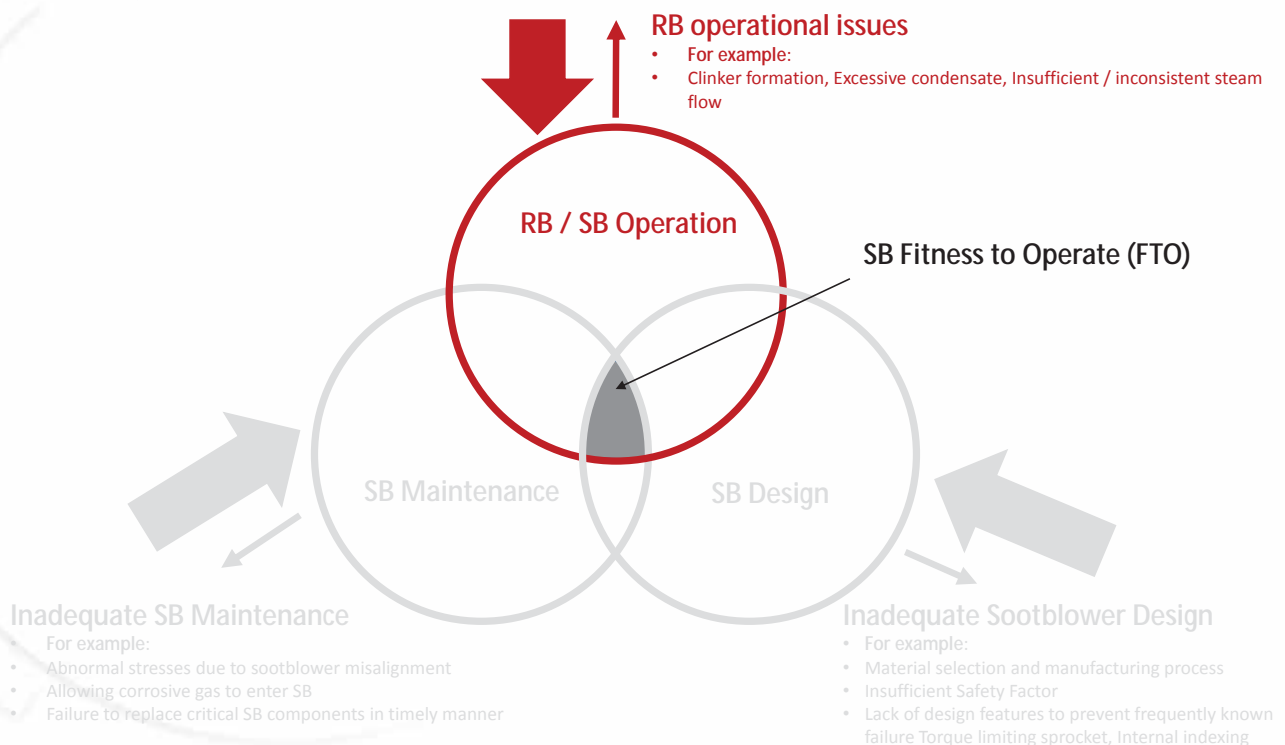 RB operational issues
• For example:
• Clinker formation, Excessive condensate, Insufficient / inconsistent steam
flow
RB / SB Operation
SB Fitness to Operate (FTO)
SB Maintenance
SB Design
Inadequate SB Maintenance
• For example:
• Abnormal stresses due to sootblower misalignment
• Allowing corrosive gas to enter SB
• Failure to replace critical SB components in timely manner
Inadequate Sootblower Design
• For example:
• Material selection and manufacturing process
• Insufficient Safety Factor
• Lack of design features to prevent frequently known
failure Torque limiting sprocket, Internal indexing